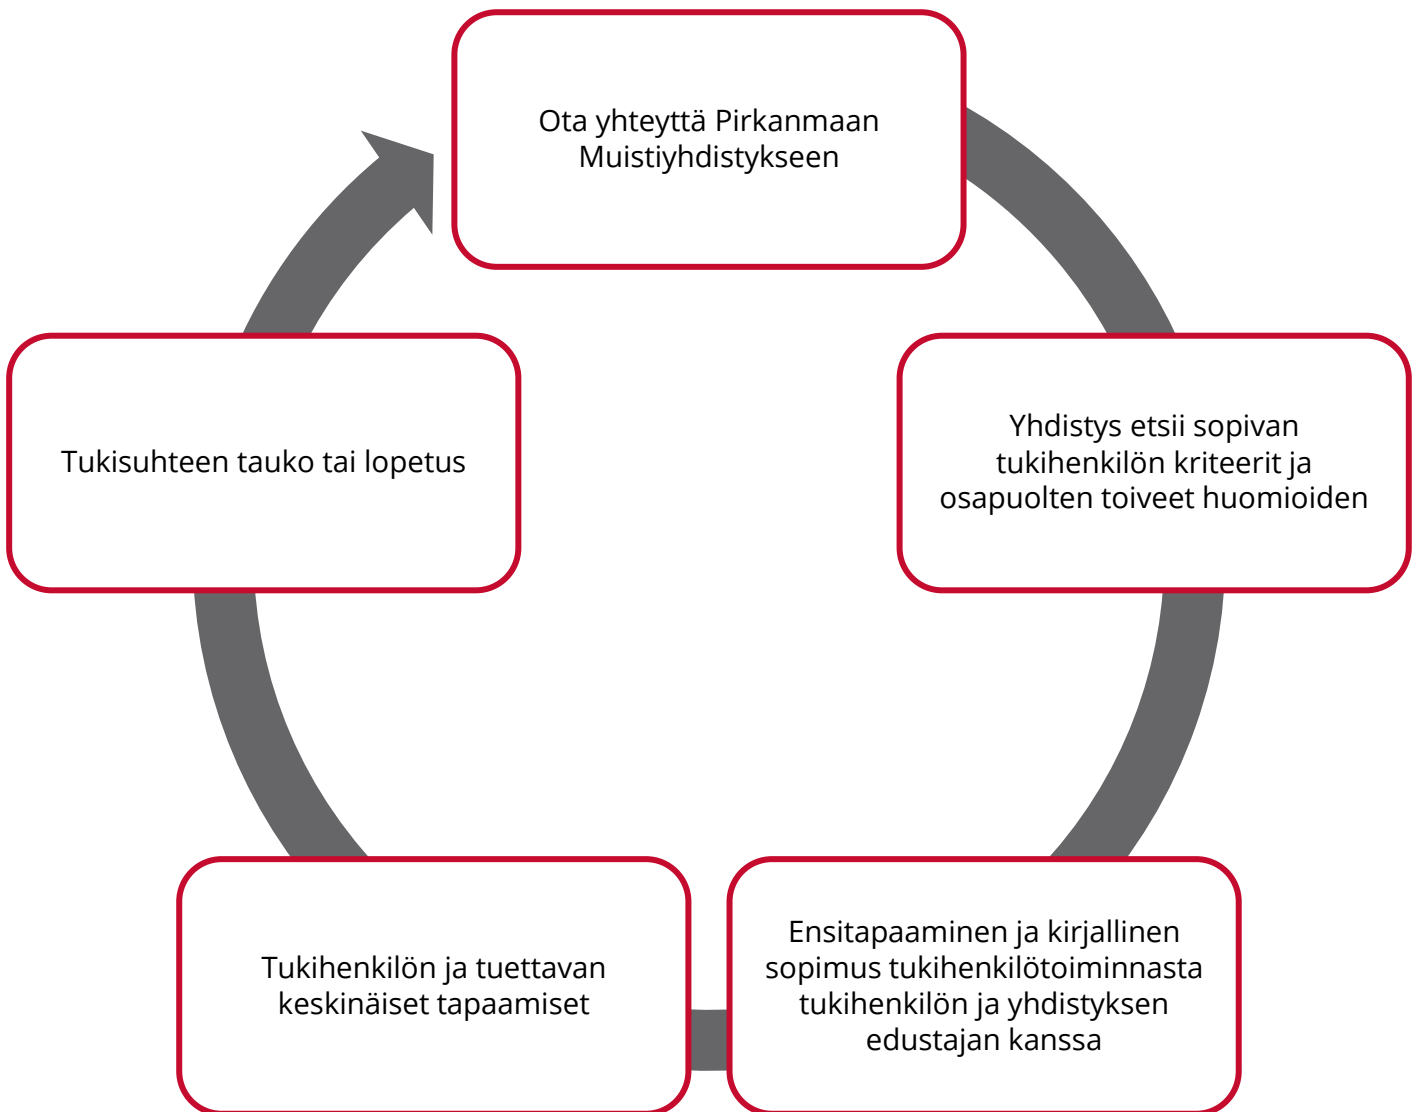 Ota yhteyttä Pirkanmaan
Muistiyhdistykseen
Yhdistys etsii sopivan
tukihenkilön kriteerit ja
osapuolten toiveet huomioiden
Ensitapaaminen ja kirjallinen
sopimus tukihenkilötoiminnasta
tukihenkilön ja yhdistyksen
edustajan kanssa
Tukihenkilön ja tuettavan
keskinäiset tapaamiset
Tukisuhteen tauko tai lopetus